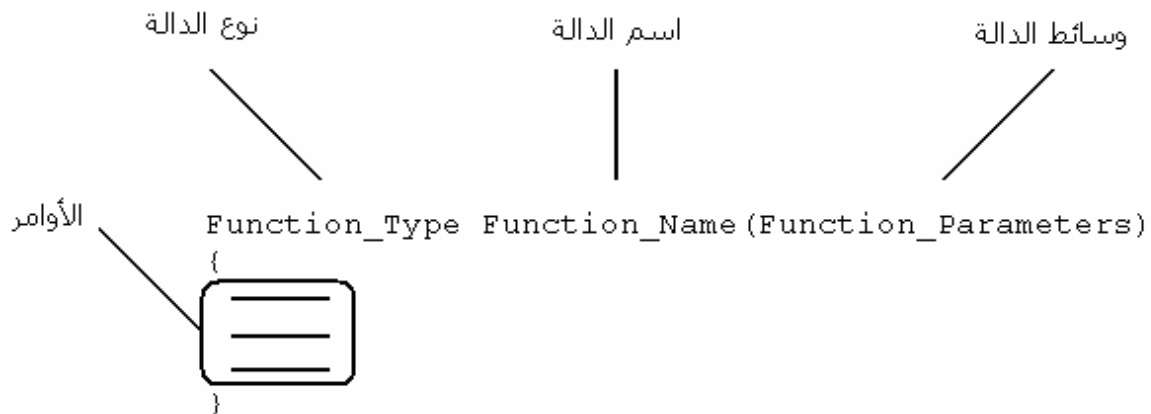 نوع الدالة
اسم الدالة
وسائط الدالة
الأوامر
Function_Type Function_Name(Function_Parameters)
{
}